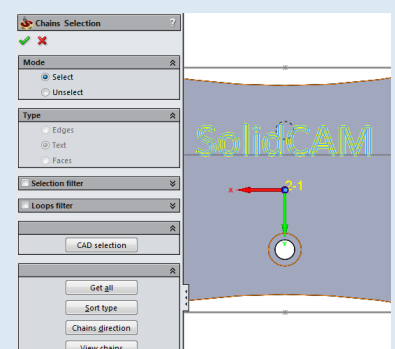 Chains Selection ?
Mode
Select
Unselect
Type
Edges
Text
Faces
Selection filter
Loops filter
CAD selection
Get all
Sort type
Chains direction
View chains
SolidCAM
x 2-1